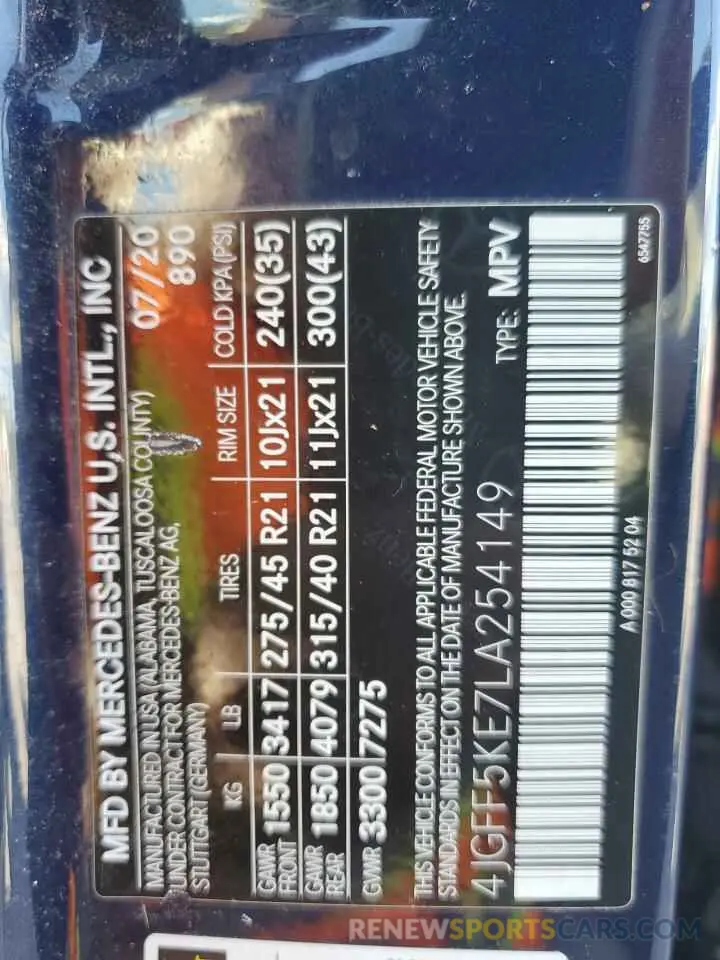 MFD BY MERCEDES-BENZ U.S. INTL., INC
MANUFACTURED IN USA (ALABAMA, TUSCALOOSA COUNTY) 07/20
UNDER CONTRACT FOR MERCEDES-BENZ AG, 890
STUTTGART (GERMANY)
KG LB TIRES RIM SIZE COLD KPA (PSI)
GAWR FRONT 1550 3417 275/45 R21 10Jx21 240(35)
GAWR REAR 1850 4079 315/40 R21 11Jx21 300(43)
GVWR 3300 7275
THIS VEHICLE CONFORMS TO ALL APPLICABLE FEDERAL MOTOR VEHICLE SAFETY
STANDARDS IN EFFECT ON THE DATE OF MANUFACTURE SHOWN ABOVE.
4JGFF5KE7LA254149 TYPE: MPV
A 000 817 52 04
6547755
RENEWSPORTSCARS.COM